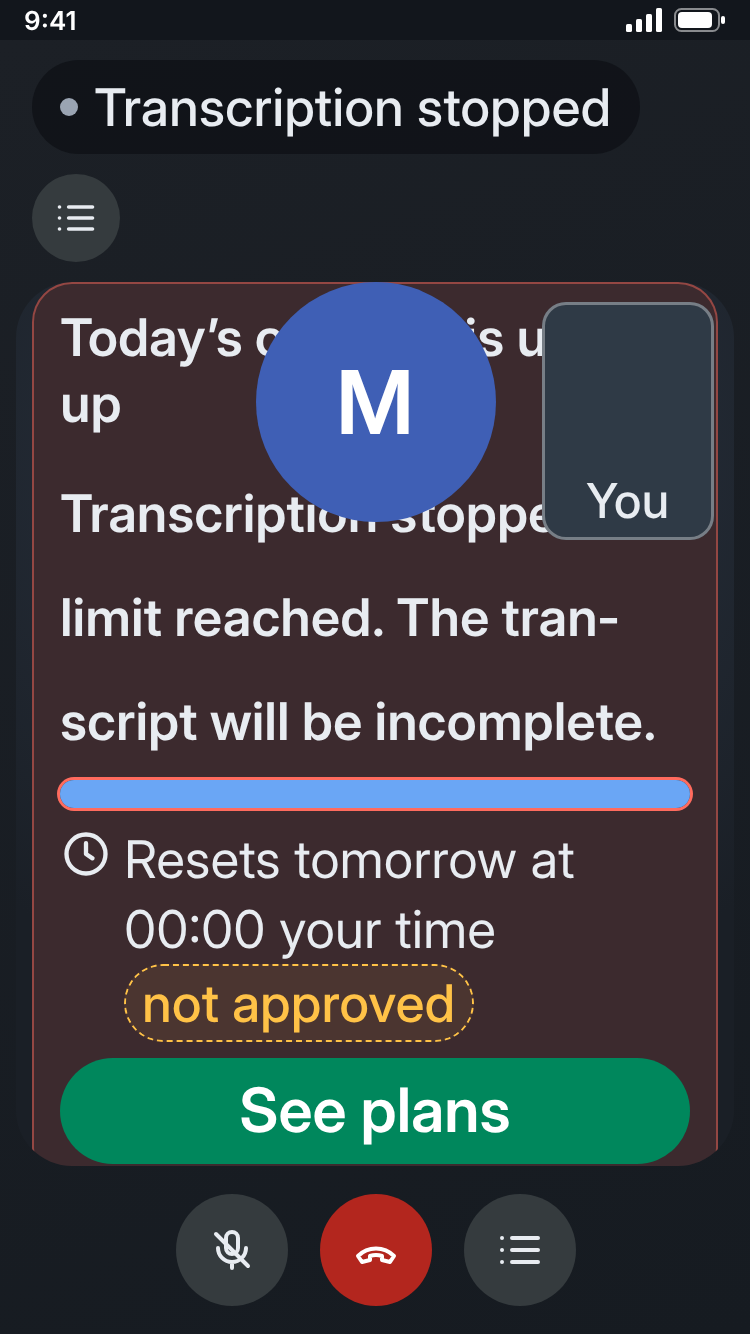 9:41
Transcription stopped
Today’s is
M
up
You
Transcription
limit reached. The tran-
script will be incomplete.
Resets tomorrow at
00:00 your time
not approved
See plans